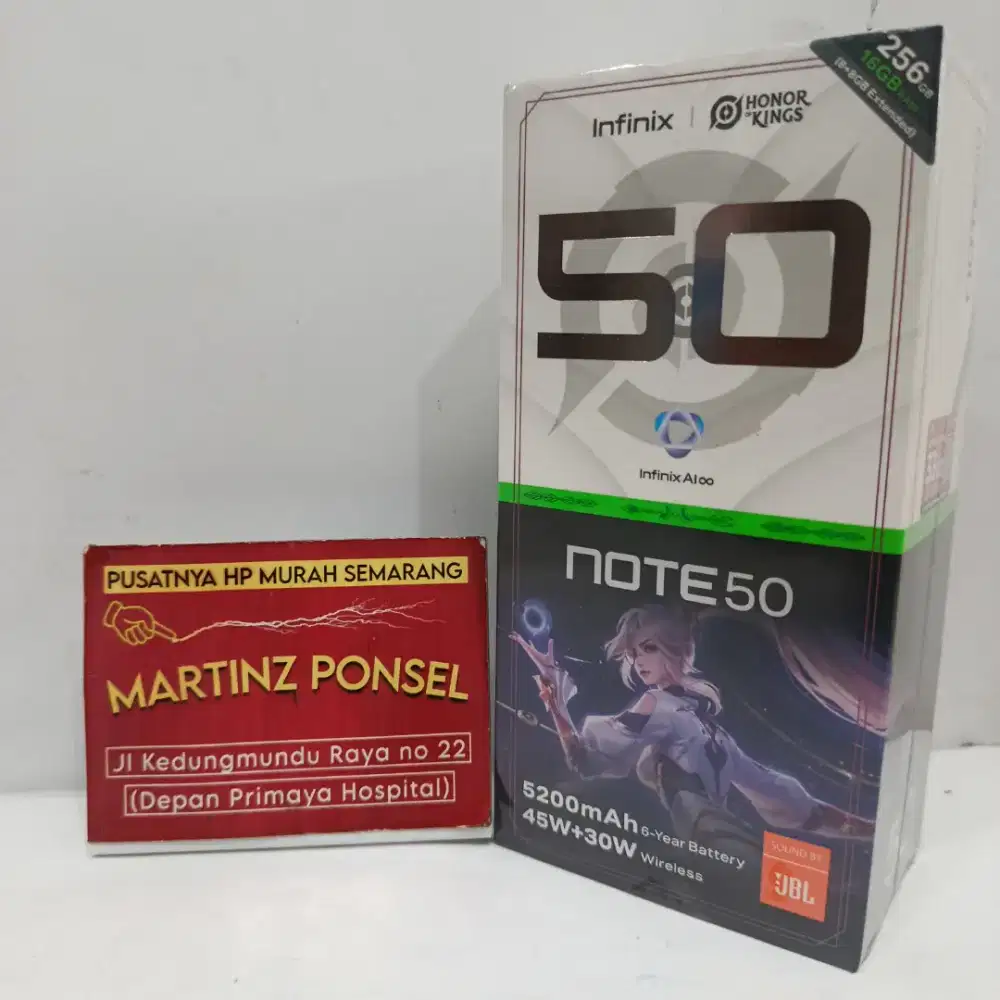 PUSATNYA HP MURAH SEMARANG
MARTINZ PONSEL
Jl Kedungmundu Raya no 22
(Depan Primaya Hospital)
256GB
16GB
(8+8GB Extended)
Infinix | HONOR OF KINGS
50
Infinix AI∞
NOTE 50
5200mAh 6-Year Battery
45W+30W Wireless
SOUND BY
JBL